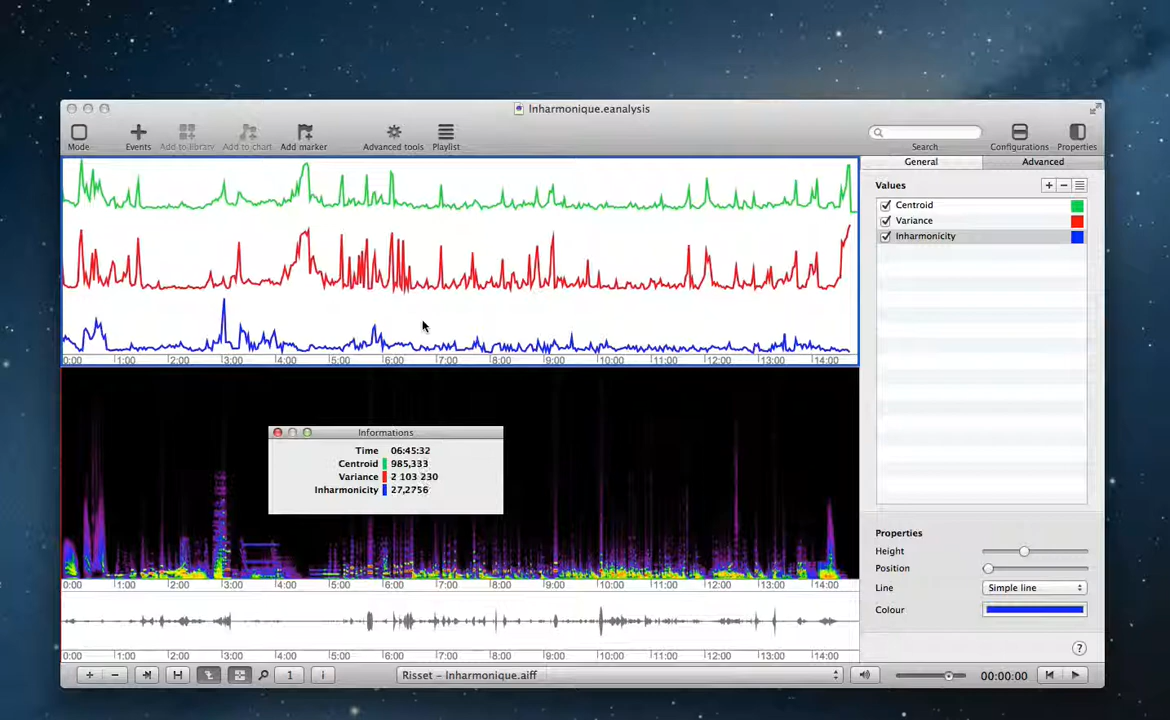 Inharmonique.eanalysis
Mode Events Add to library Add to chart Add marker Advanced tools Playlist Search Configurations Properties
General Advanced
Values + −
Centroid
Variance
Inharmonicity
0:00 1:00 2:00 3:00 4:00 5:00 6:00 7:00 8:00 9:00 10:00 11:00 12:00 13:00 14:00
Informations
Time 06:45:32
Centroid 985,333
Variance 2 103 230
Inharmonicity 27,2756
0:00 1:00 2:00 3:00 4:00 5:00 6:00 7:00 8:00 9:00 10:00 11:00 12:00 13:00 14:00
0:00 1:00 2:00 3:00 4:00 5:00 6:00 7:00 8:00 9:00 10:00 11:00 12:00 13:00 14:00
Properties
Height
Position
Line Simple line
Colour
?
+ − 1 i Risset - Inharmonique.aiff 00:00:00